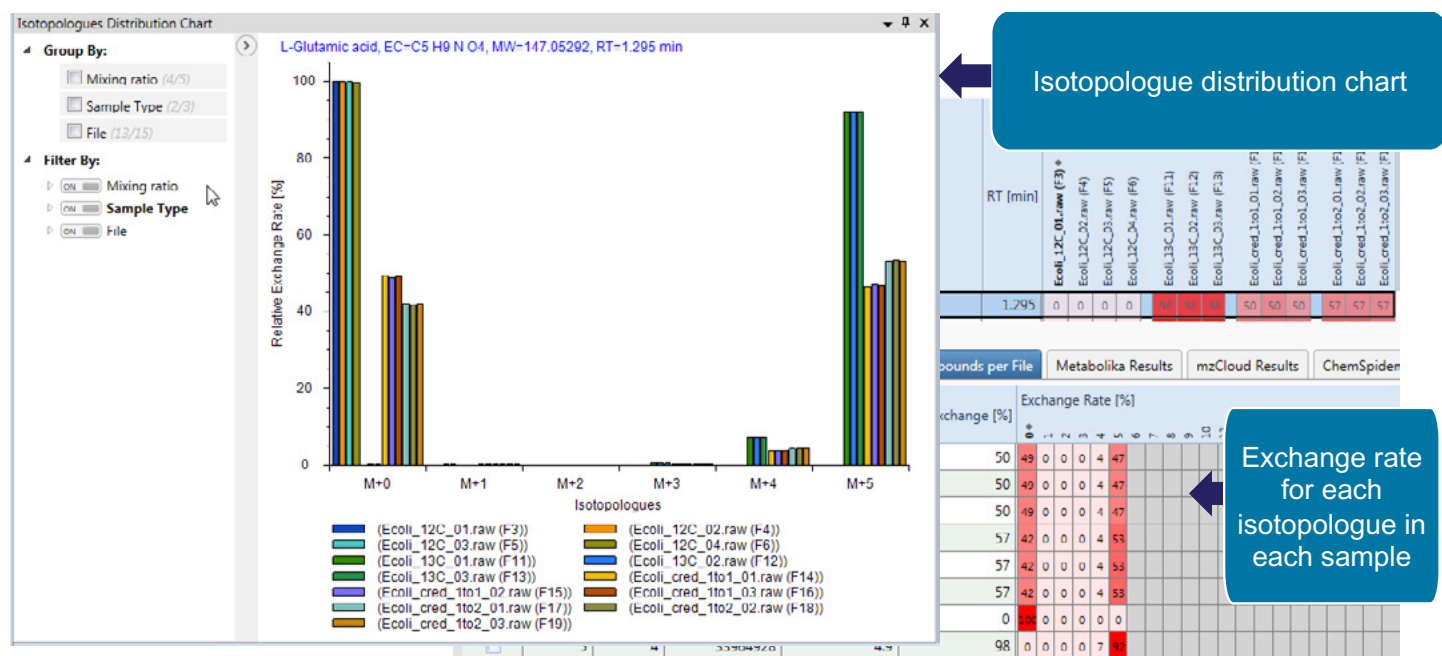 Isotopologues Distribution Chart
Group By:
Mixing ratio (4/5)
Sample Type (2/3)
File (13/15)
Filter By:
ON Mixing ratio
ON Sample Type
ON File
L-Glutamic acid, EC=C5 H9 N O4, MW=147.05292, RT=1.295 min
Relative Exchange Rate [%]
100
80
60
40
20
0
M+0 M+1 M+2 M+3 M+4 M+5
Isotopologues
(Ecoli_12C_01.raw (F3)) (Ecoli_12C_02.raw (F4))
(Ecoli_12C_03.raw (F5)) (Ecoli_12C_04.raw (F6))
(Ecoli_13C_01.raw (F11)) (Ecoli_13C_02.raw (F12))
(Ecoli_13C_03.raw (F13)) (Ecoli_cred_1to1_01.raw (F14))
(Ecoli_cred_1to1_02.raw (F15)) (Ecoli_cred_1to1_03.raw (F16))
(Ecoli_cred_1to2_01.raw (F17)) (Ecoli_cred_1to2_02.raw (F18))
(Ecoli_cred_1to2_03.raw (F19))
Isotopologue distribution chart
RT [min]
Ecoli_12C_01.raw (F3)
Ecoli_12C_02.raw (F4)
Ecoli_12C_03.raw (F5)
Ecoli_12C_04.raw (F6)
Ecoli_13C_01.raw (F11)
Ecoli_13C_02.raw (F12)
Ecoli_13C_03.raw (F13)
Ecoli_cred_1to1_01.raw (F1
Ecoli_cred_1to1_02.raw (F1
Ecoli_cred_1to1_03.raw (F1
Ecoli_cred_1to2_01.raw (F1
Ecoli_cred_1to2_02.raw (F1
Ecoli_cred_1to2_03.raw (F1
1.295 0 0 0 0 98 98 98 50 50 50 57 57 57
pounds per File Metabolika Results mzCloud Results ChemSpider
xchange [%] Exchange Rate [%]
0 1 2 3 4 5 6 7 8 9 10
50 49 0 0 0 4 47
50 49 0 0 0 4 47
50 49 0 0 0 4 47
57 42 0 0 0 4 53
57 42 0 0 0 4 53
57 42 0 0 0 4 53
0 100 0 0 0 0 0
98 0 0 0 0 7 92
Exchange rate
for each
isotopologue in
each sample
4.9